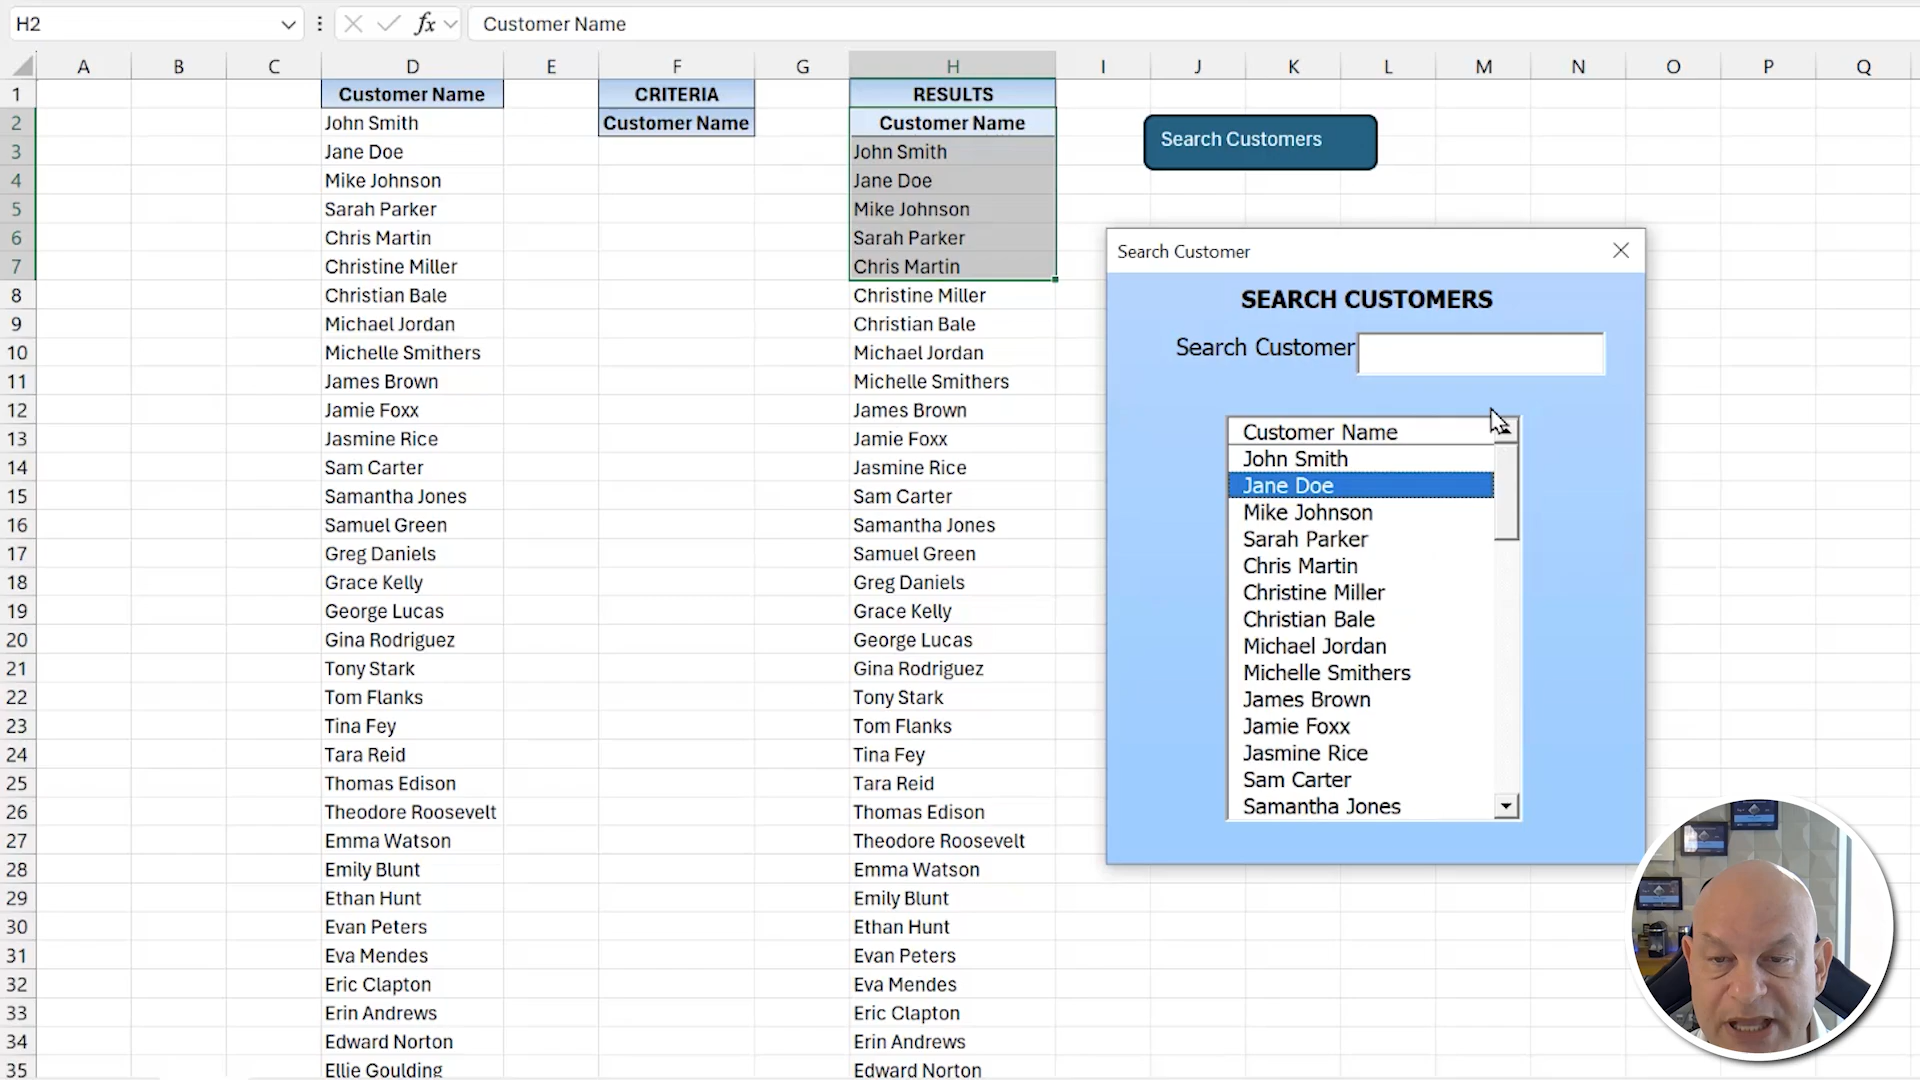 H2
fx
Customer Name
A B C D E F G H I J K L M N O P Q
1 Customer Name CRITERIA RESULTS
2 John Smith Customer Name Customer Name
3 Jane Doe John Smith
4 Mike Johnson Jane Doe
5 Sarah Parker Mike Johnson
6 Chris Martin Sarah Parker
7 Christine Miller Chris Martin
8 Christian Bale Christine Miller
9 Michael Jordan Christian Bale
10 Michelle Smithers Michael Jordan
11 James Brown Michelle Smithers
12 Jamie Foxx James Brown
13 Jasmine Rice Jamie Foxx
14 Sam Carter Jasmine Rice
15 Samantha Jones Sam Carter
16 Samuel Green Samantha Jones
17 Greg Daniels Samuel Green
18 Grace Kelly Greg Daniels
19 George Lucas Grace Kelly
20 Gina Rodriguez George Lucas
21 Tony Stark Gina Rodriguez
22 Tom Flanks Tony Stark
23 Tina Fey Tom Flanks
24 Tara Reid Tina Fey
25 Thomas Edison Tara Reid
26 Theodore Roosevelt Thomas Edison
27 Emma Watson Theodore Roosevelt
28 Emily Blunt Emma Watson
29 Ethan Hunt Emily Blunt
30 Evan Peters Ethan Hunt
31 Eva Mendes Evan Peters
32 Eric Clapton Eva Mendes
33 Erin Andrews Eric Clapton
34 Edward Norton Erin Andrews
35 Ellie Goulding Edward Norton
Search Customers
Search Customer
SEARCH CUSTOMERS
Search Customer
Customer Name
John Smith
Jane Doe
Mike Johnson
Sarah Parker
Chris Martin
Christine Miller
Christian Bale
Michael Jordan
Michelle Smithers
James Brown
Jamie Foxx
Jasmine Rice
Sam Carter
Samantha Jones